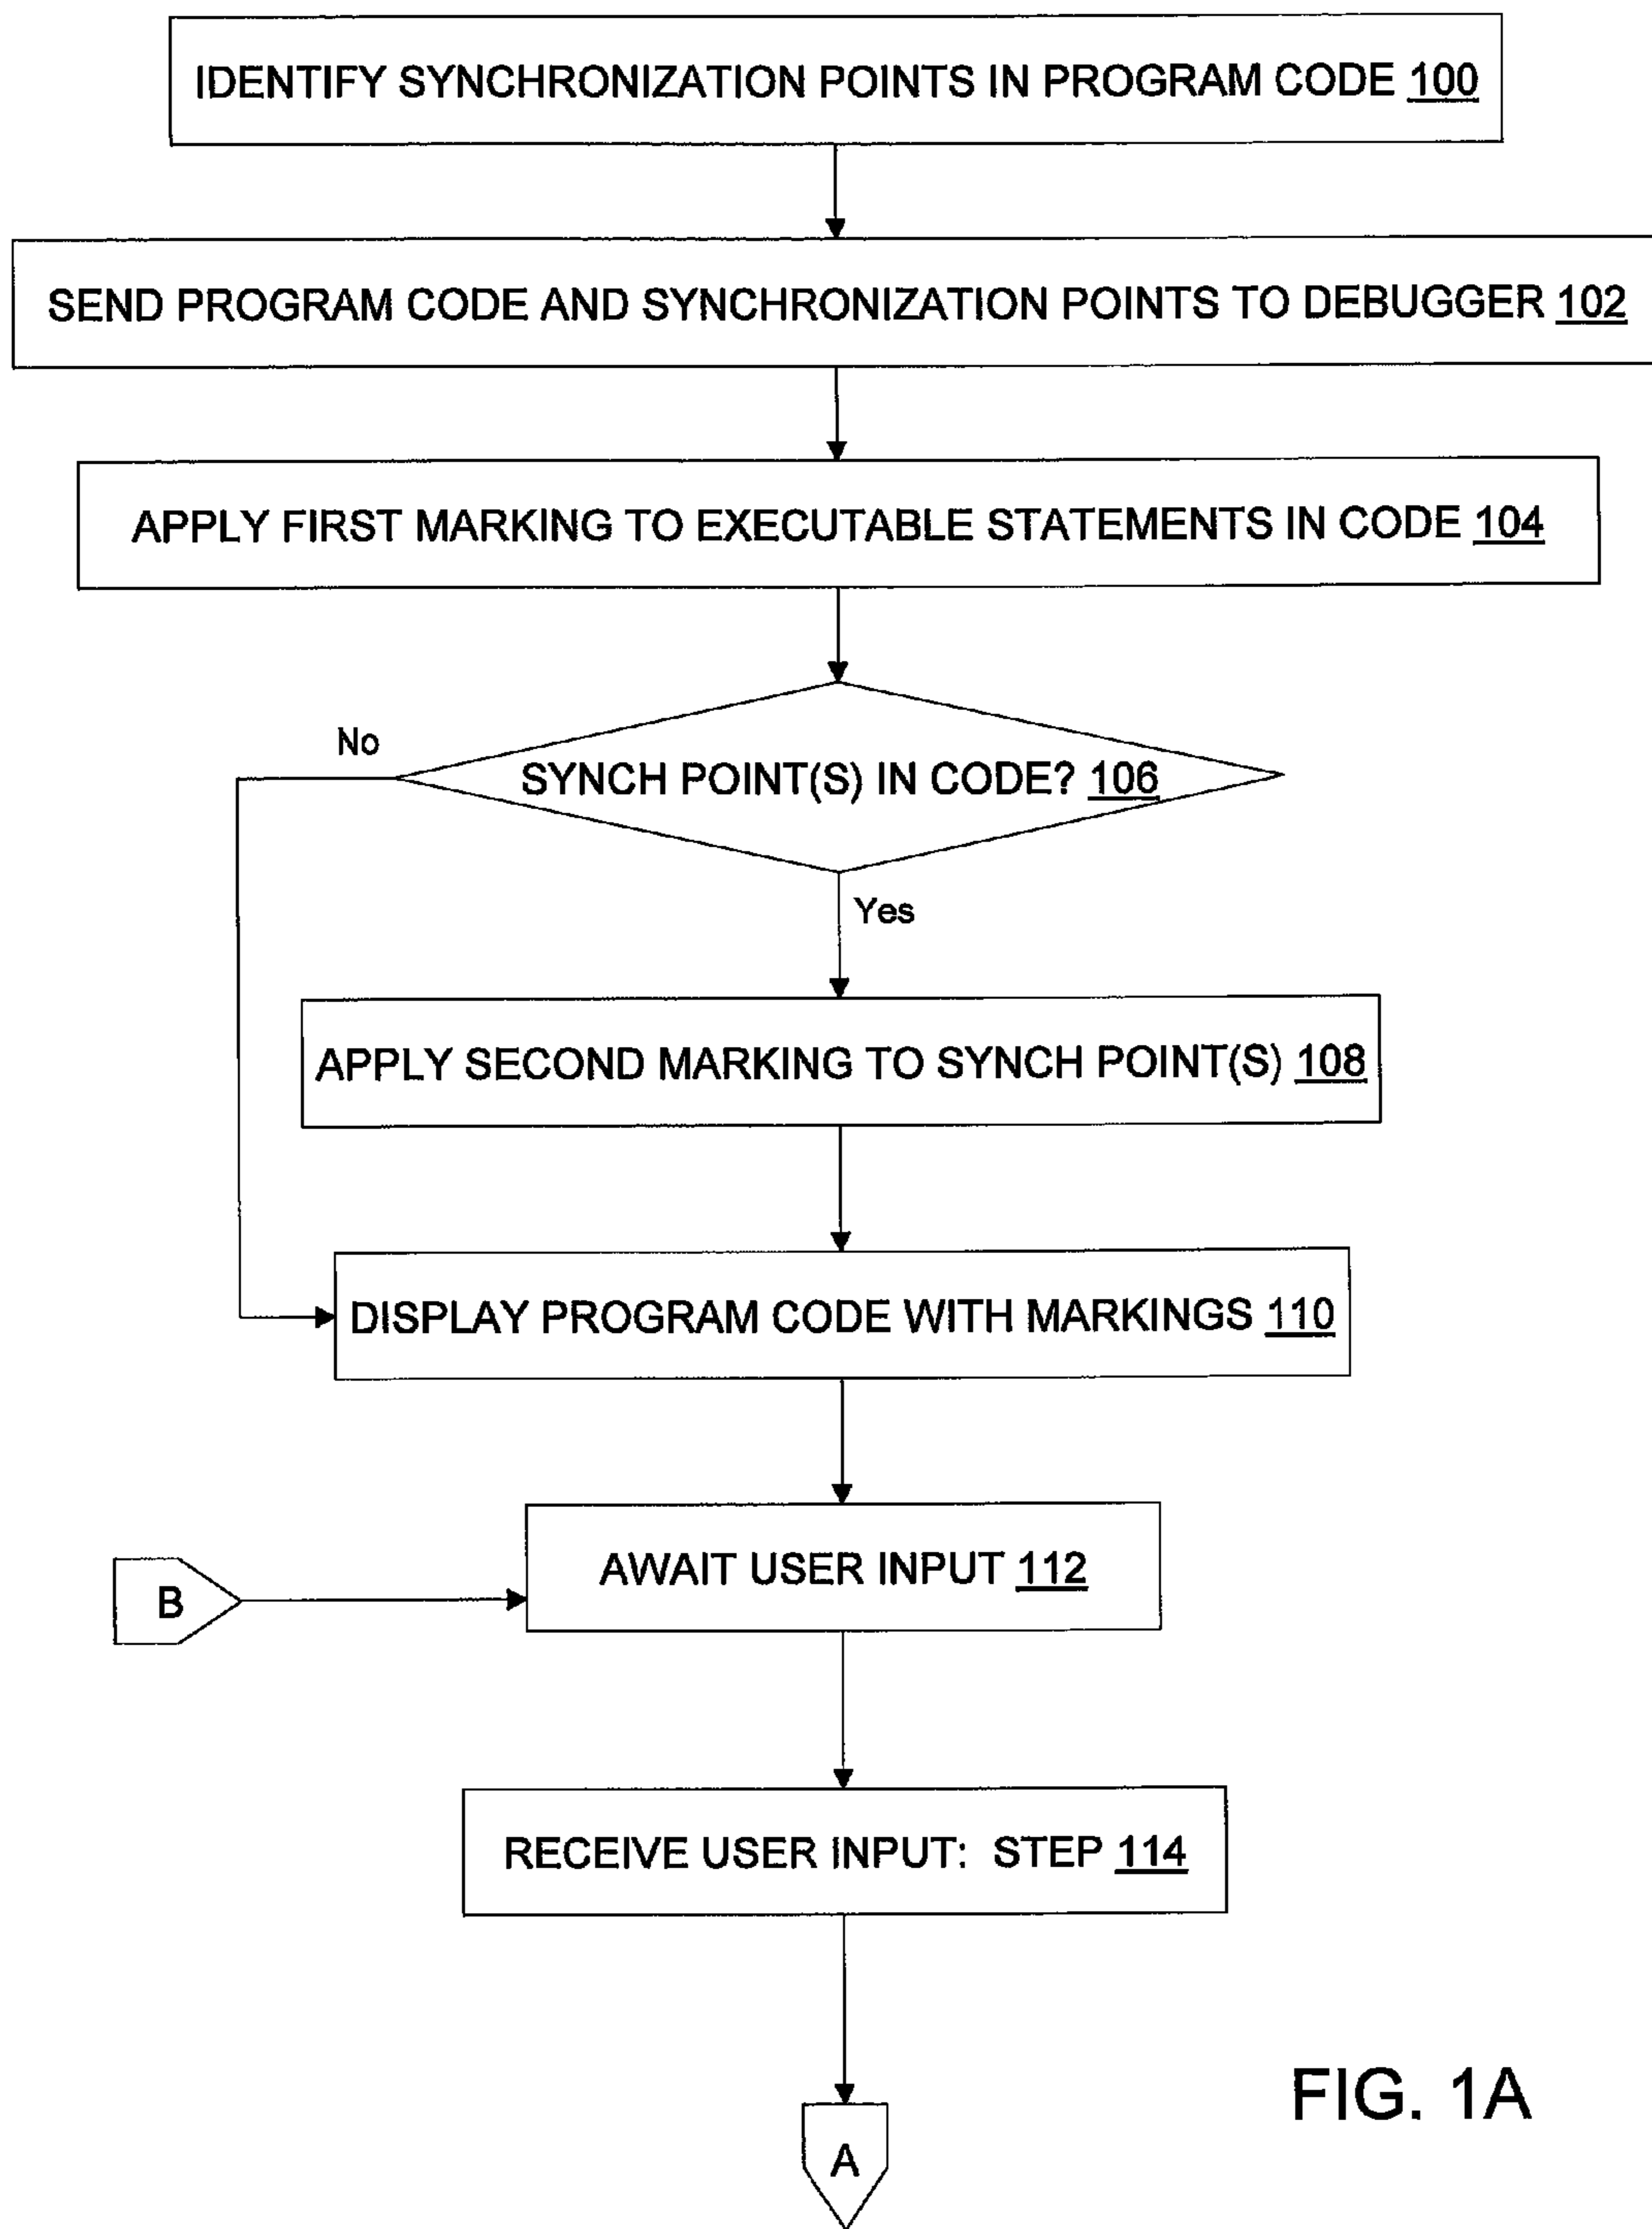 IDENTIFY SYNCHRONIZATION POINTS IN PROGRAM CODE 100
SEND PROGRAM CODE AND SYNCHRONIZATION POINTS TO DEBUGGER 102
APPLY FIRST MARKING TO EXECUTABLE STATEMENTS IN CODE 104
No
SYNCH POINT(S) IN CODE? 106
Yes
APPLY SECOND MARKING TO SYNCH POINT(S) 108
DISPLAY PROGRAM CODE WITH MARKINGS 110
AWAIT USER INPUT 112
B
RECEIVE USER INPUT: STEP 114
FIG. 1A
A